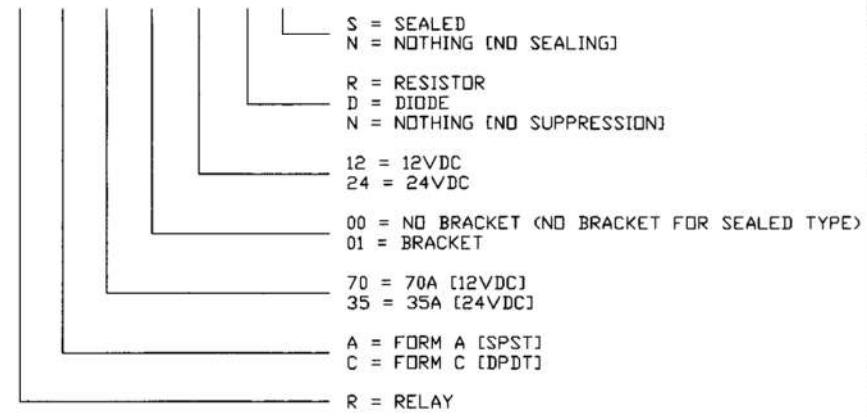 S = SEALED
N = NOTHING [NO SEALING]
R = RESISTOR
D = DIODE
N = NOTHING [NO SUPPRESSION]
12 = 12VDC
24 = 24VDC
00 = NO BRACKET (NO BRACKET FOR SEALED TYPE)
01 = BRACKET
70 = 70A [12VDC]
35 = 35A [24VDC]
A = FORM A [SPST]
C = FORM C [DPDT]
R = RELAY